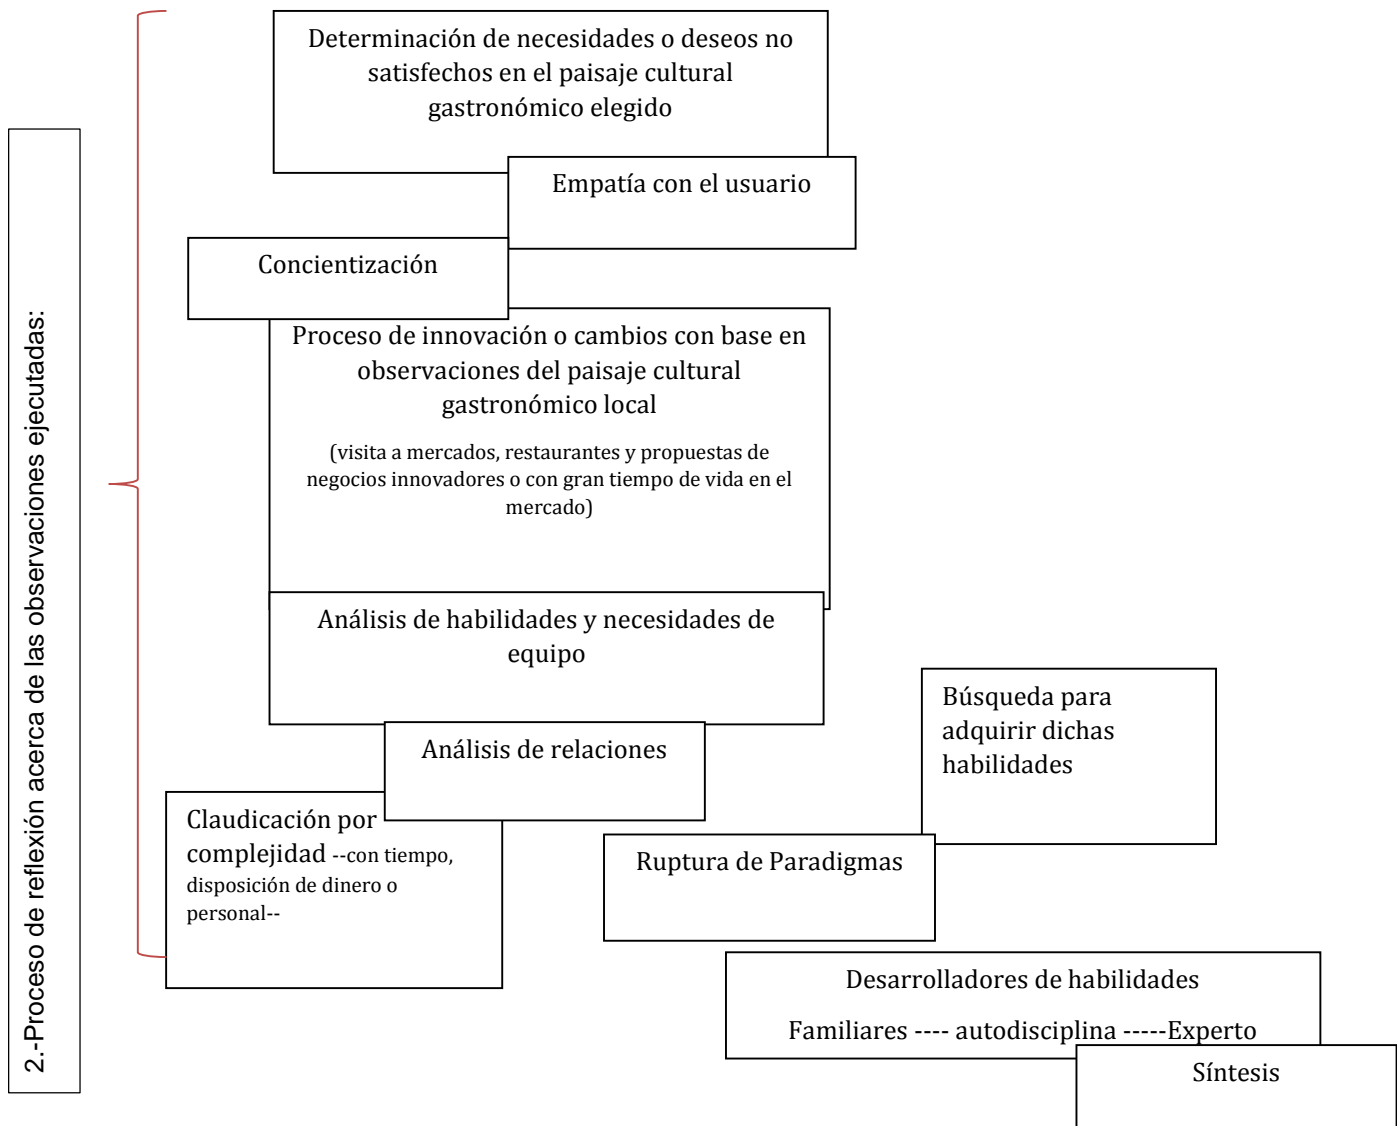 2.-Proceso de reflexión acerca de las observaciones ejecutadas:
Determinación de necesidades o deseos no
satisfechos en el paisaje cultural
gastronómico elegido
Empatía con el usuario
Concientización
Proceso de innovación o cambios con base en
observaciones del paisaje cultural
gastronómico local
(visita a mercados, restaurantes y propuestas de
negocios innovadores o con gran tiempo de vida en el
mercado)
Análisis de habilidades y necesidades de
equipo
Análisis de relaciones
Búsqueda para
adquirir dichas
habilidades
Claudicación por
complejidad --con tiempo,
disposición de dinero o
personal--
Ruptura de Paradigmas
Desarrolladores de habilidades
Familiares ---- autodisciplina -----Experto
Síntesis